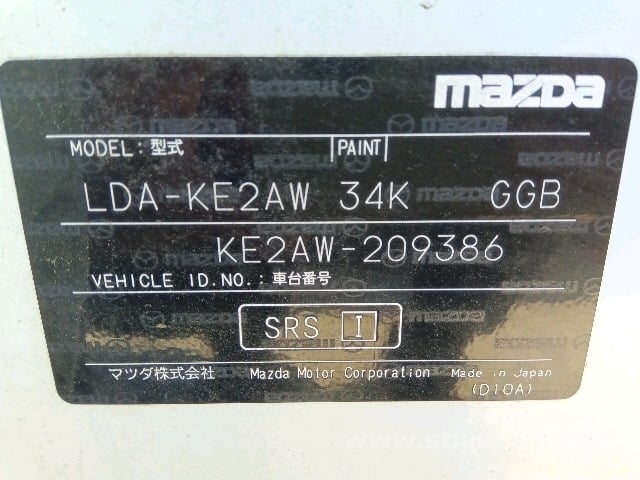 mazda
MODEL: 型式 PAINT
LDA-KE2AW 34K GGB
KE2AW-209386
VEHICLE ID.NO.: 車台番号
SRS I
マツダ株式会社 Mazda Motor Corporation Made in Japan
(D10A)